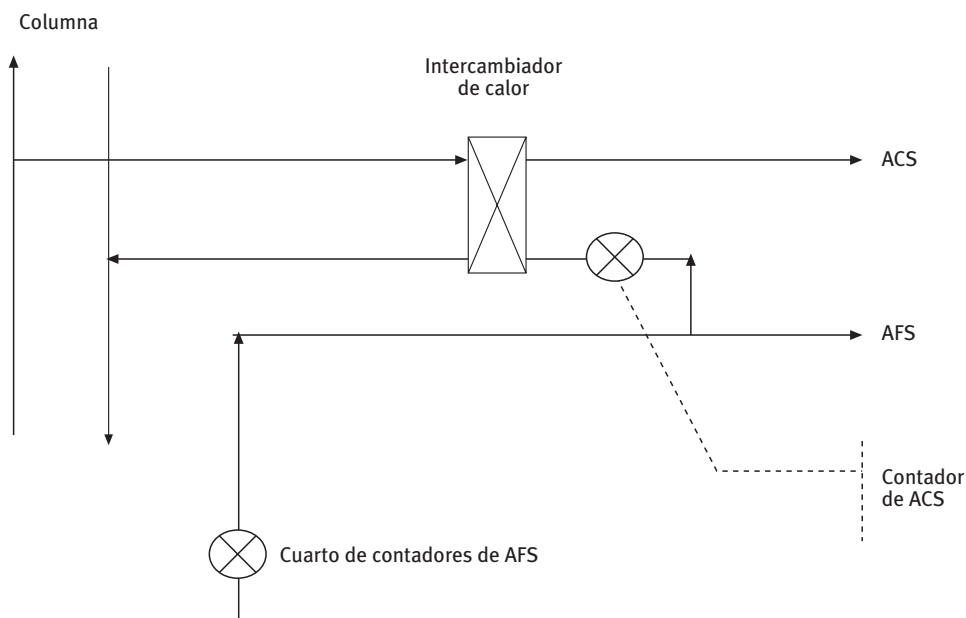 Columna
Intercambiador
de calor
ACS
AFS
Contador
de ACS
Cuarto de contadores de AFS